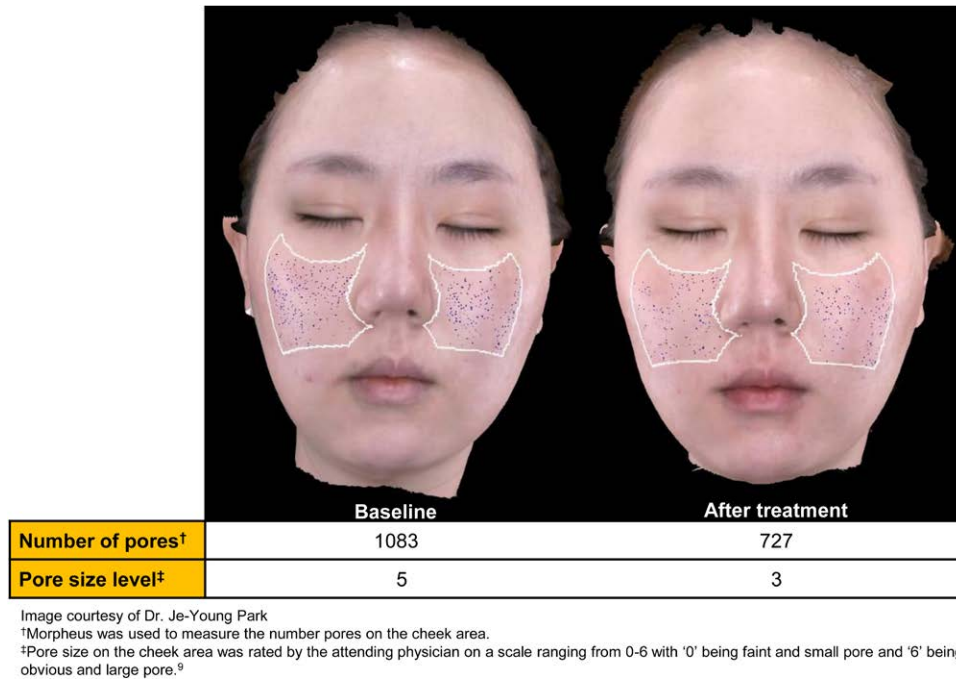 Baseline After treatment
Number of pores† 1083 727
Pore size level‡ 5 3
Image courtesy of Dr. Je-Young Park
†Morpheus was used to measure the number pores on the cheek area.
‡Pore size on the cheek area was rated by the attending physician on a scale ranging from 0-6 with ‘0’ being faint and small pore and ‘6’ being
obvious and large pore.⁹